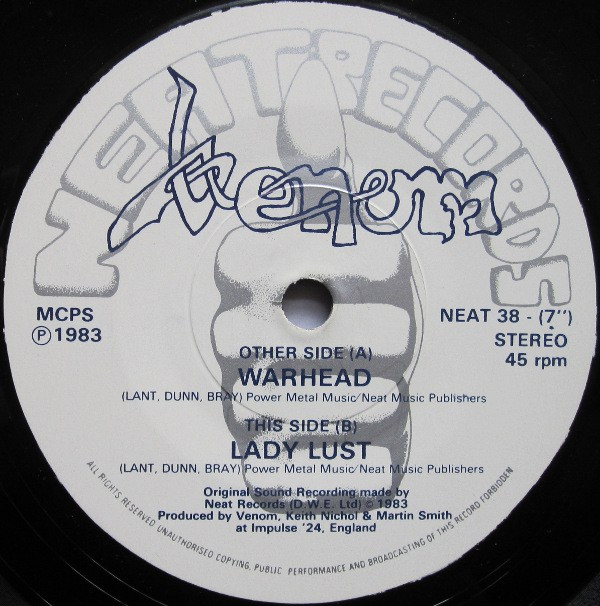 NEAT RECORDS
Venom
MCPS
Ⓟ 1983
NEAT 38 - (7")
STEREO
45 rpm
OTHER SIDE (A)
WARHEAD
(LANT, DUNN, BRAY) Power Metal Music/Neat Music Publishers
THIS SIDE (B)
LADY LUST
(LANT, DUNN, BRAY) Power Metal Music/Neat Music Publishers
Original Sound Recording made by
Neat Records (D.W.E. Ltd) © 1983
Produced by Venom, Keith Nichol & Martin Smith
at Impulse '24, England
ALL RIGHTS RESERVED UNAUTHORISED COPYING, PUBLIC PERFORMANCE AND BROADCASTING OF THIS RECORD FORBIDDEN